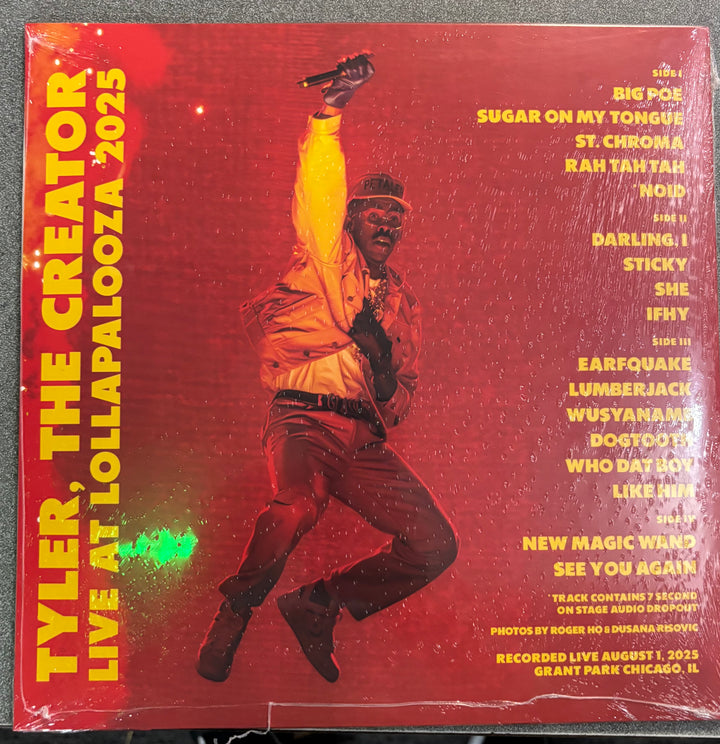 TYLER, THE CREATOR
LIVE AT LOLLAPALOOZA 2025
SIDE I
BIG POE
SUGAR ON MY TONGUE
ST. CHROMA
RAH TAH TAH
NOID
SIDE II
DARLING, I
STICKY
SHE
IFHY
SIDE III
EARFQUAKE
LUMBERJACK
WUSYANAME
DOGTOOTH
WHO DAT BOY
LIKE HIM
SIDE IV
NEW MAGIC WAND
SEE YOU AGAIN
TRACK CONTAINS 7 SECOND
ON STAGE AUDIO DROPOUT
PHOTOS BY ROGER HO & DUSANA RISOVIC
RECORDED LIVE AUGUST 1, 2025
GRANT PARK CHICAGO, IL